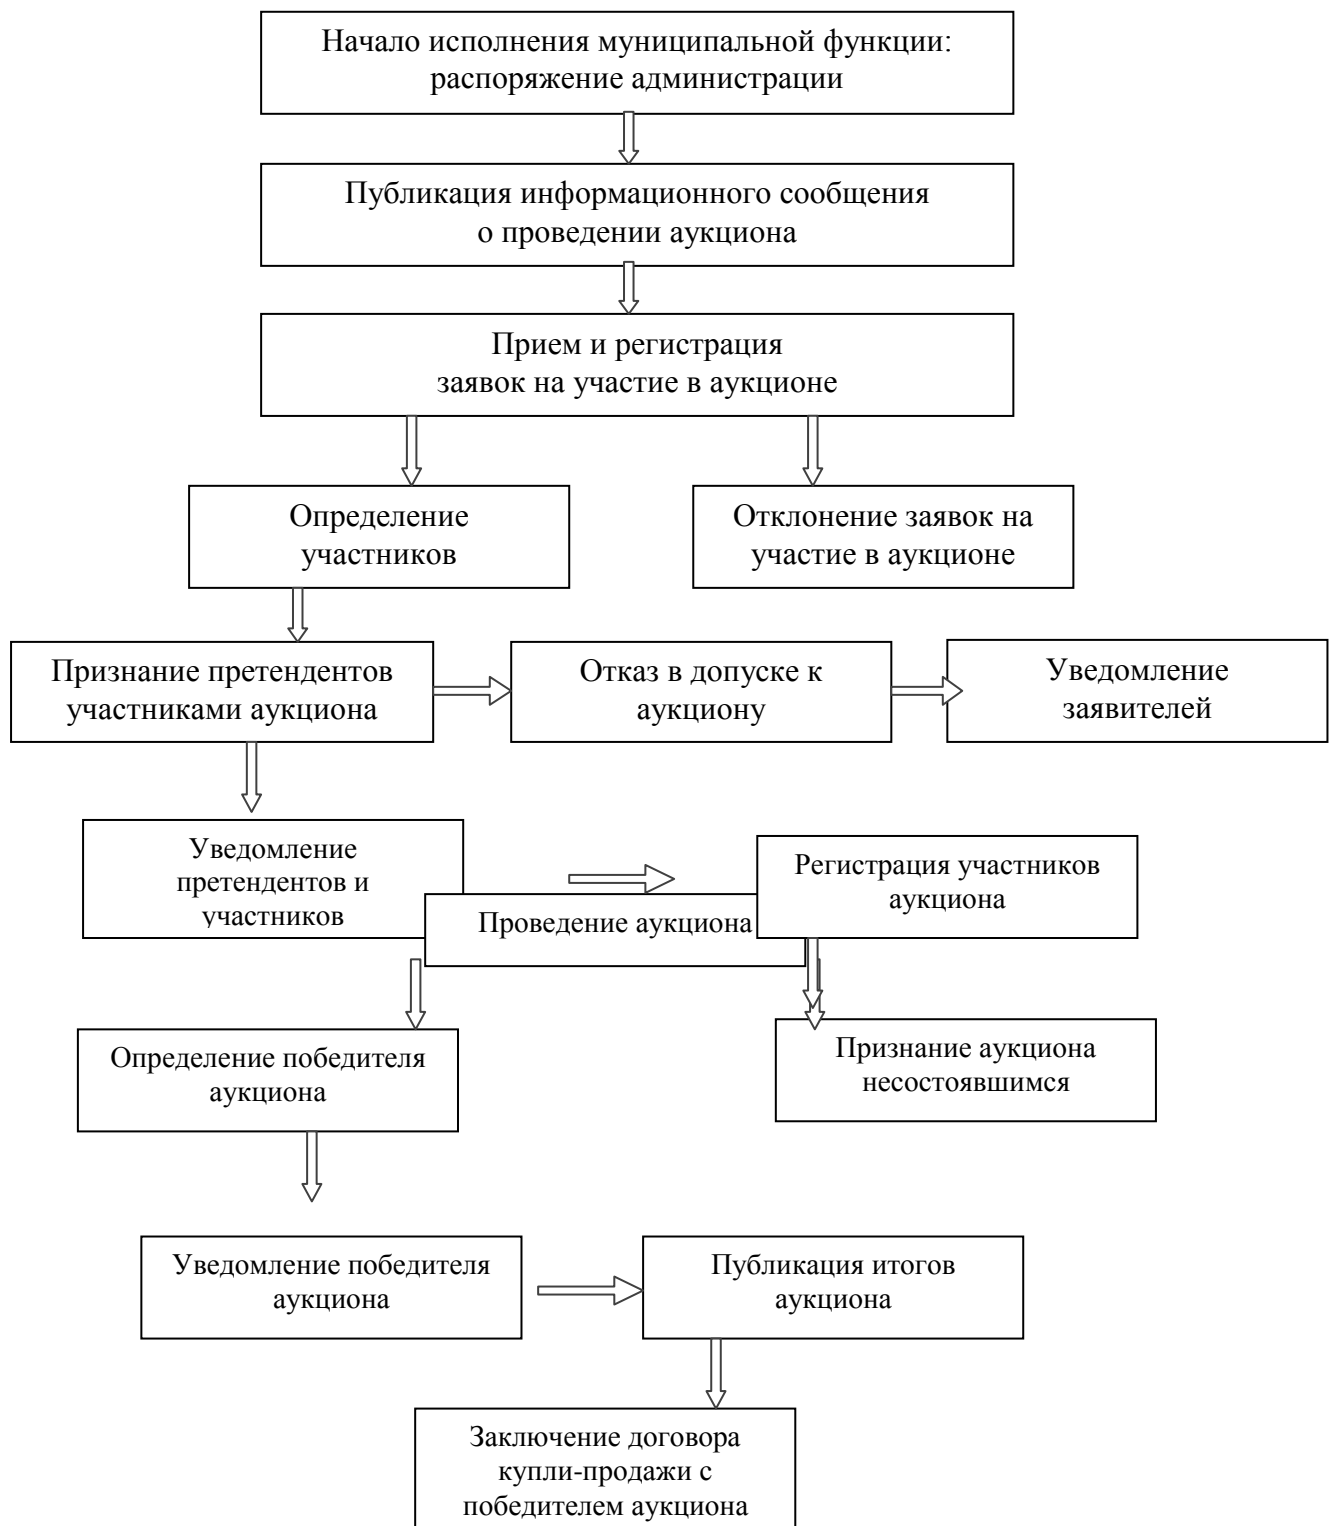 Начало исполнения муниципальной функции:
распоряжение администрации
Публикация информационного сообщения
о проведении аукциона
Прием и регистрация
заявок на участие в аукционе
Определение
участников
Отклонение заявок на
участие в аукционе
Признание претендентов
участниками аукциона
Отказ в допуске к
аукциону
Уведомление
заявителей
Уведомление
претендентов и
участников
Регистрация участников
аукциона
Проведение аукциона
Определение победителя
аукциона
Признание аукциона
несостоявшимся
Уведомление победителя
аукциона
Публикация итогов
аукциона
Заключение договора
купли-продажи с
победителем аукциона